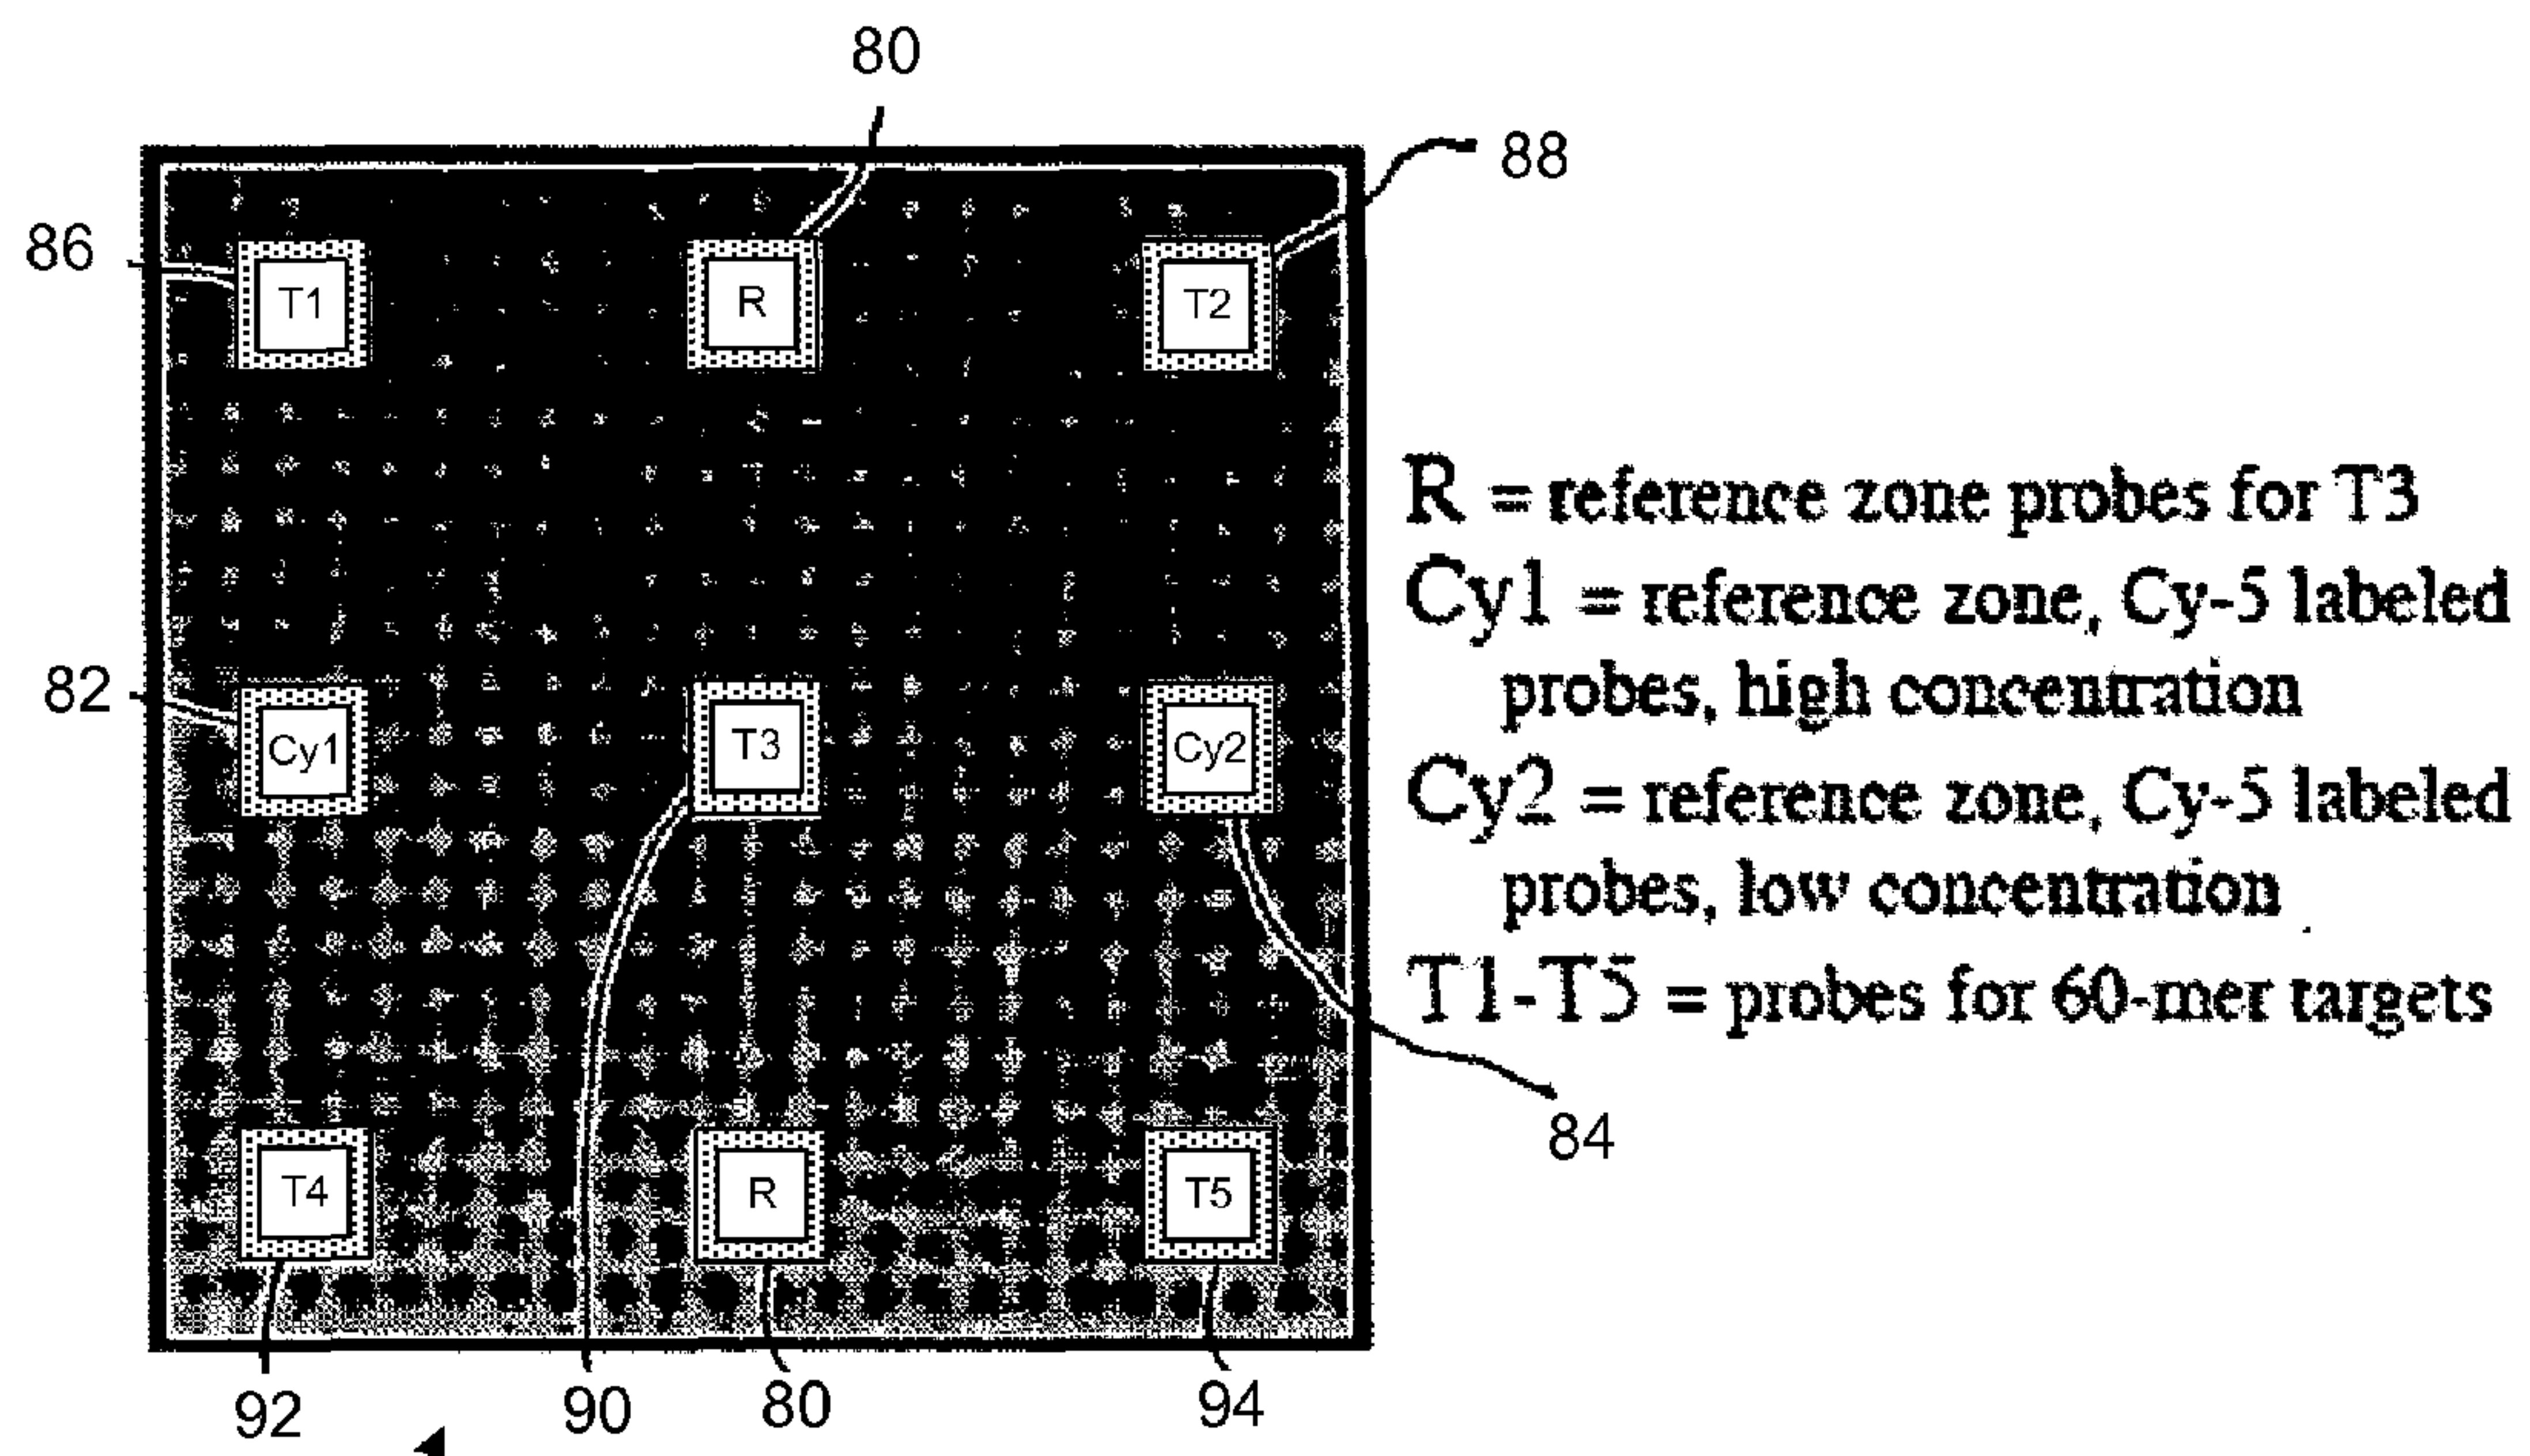 80
88
86
T1 R T2
R = reference zone probes for T3
Cy1 = reference zone, Cy-5 labeled
probes, high concentration
82
Cy1 T3 Cy2
Cy2 = reference zone, Cy-5 labeled
probes, low concentration
T1-T5 = probes for 60-mer targets
84
T4 R T5
92 90 80 94